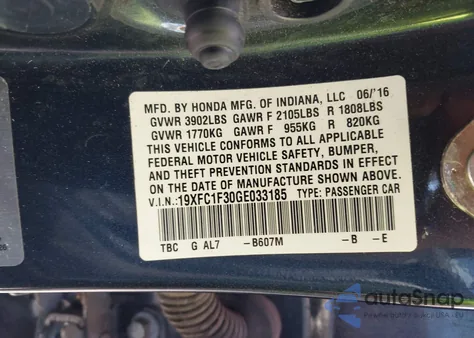 MFD. BY HONDA MFG. OF INDIANA, LLC 06/'16
GVWR 3902LBS GAWR F 2105LBS R 1808LBS
GVWR 1770KG GAWR F 955KG R 820KG
THIS VEHICLE CONFORMS TO ALL APPLICABLE
FEDERAL MOTOR VEHICLE SAFETY, BUMPER,
AND THEFT PREVENTION STANDARDS IN EFFECT
ON THE DATE OF MANUFACTURE SHOWN ABOVE.
V.I.N.:19XFC1F30GE033185 TYPE: PASSENGER CAR
TBC G AL7 -B607M -B -E
autoSnap